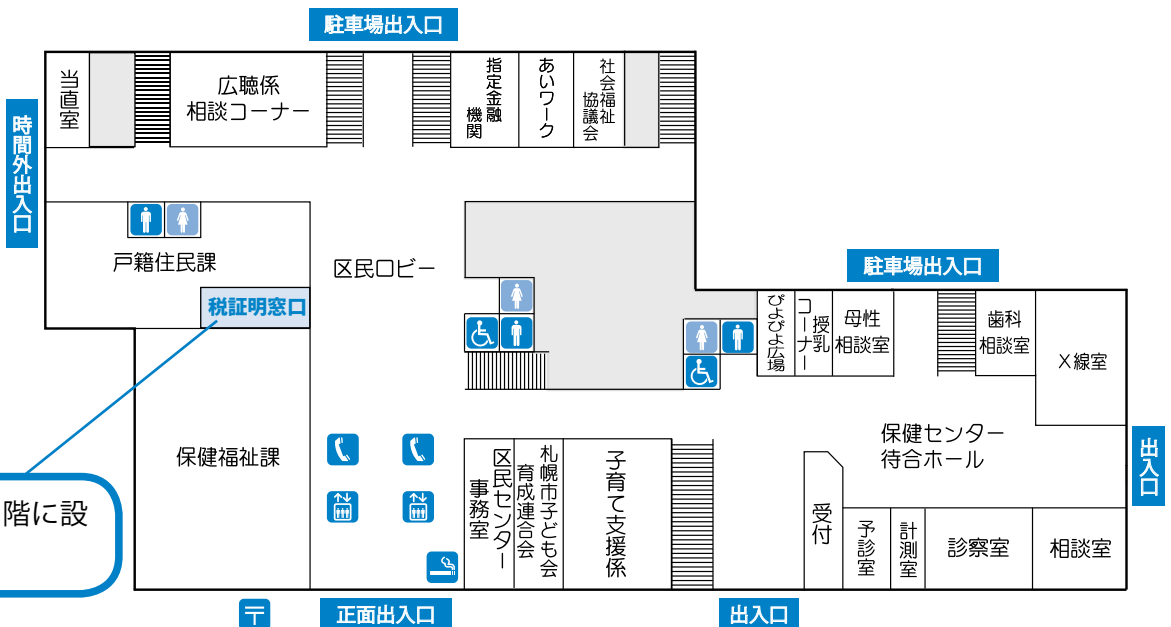 駐車場出入口
当直室
広聴係
相談コーナー
指定金融
機関
あいワーク
社会福祉
協議会
時間外出入口
戸籍住民課
区民ロビー
税証明窓口
駐車場出入口
ぴよぴよ広場
授乳
コーナー
母性
相談室
歯科
相談室
X線室
保健福祉課
保健センター
待合ホール
出入口
区民センター
事務室
札幌市子ども会
育成連合会
子育て支援係
受付
予診室
計測室
診察室
相談室
階に設
〒
正面出入口
出入口